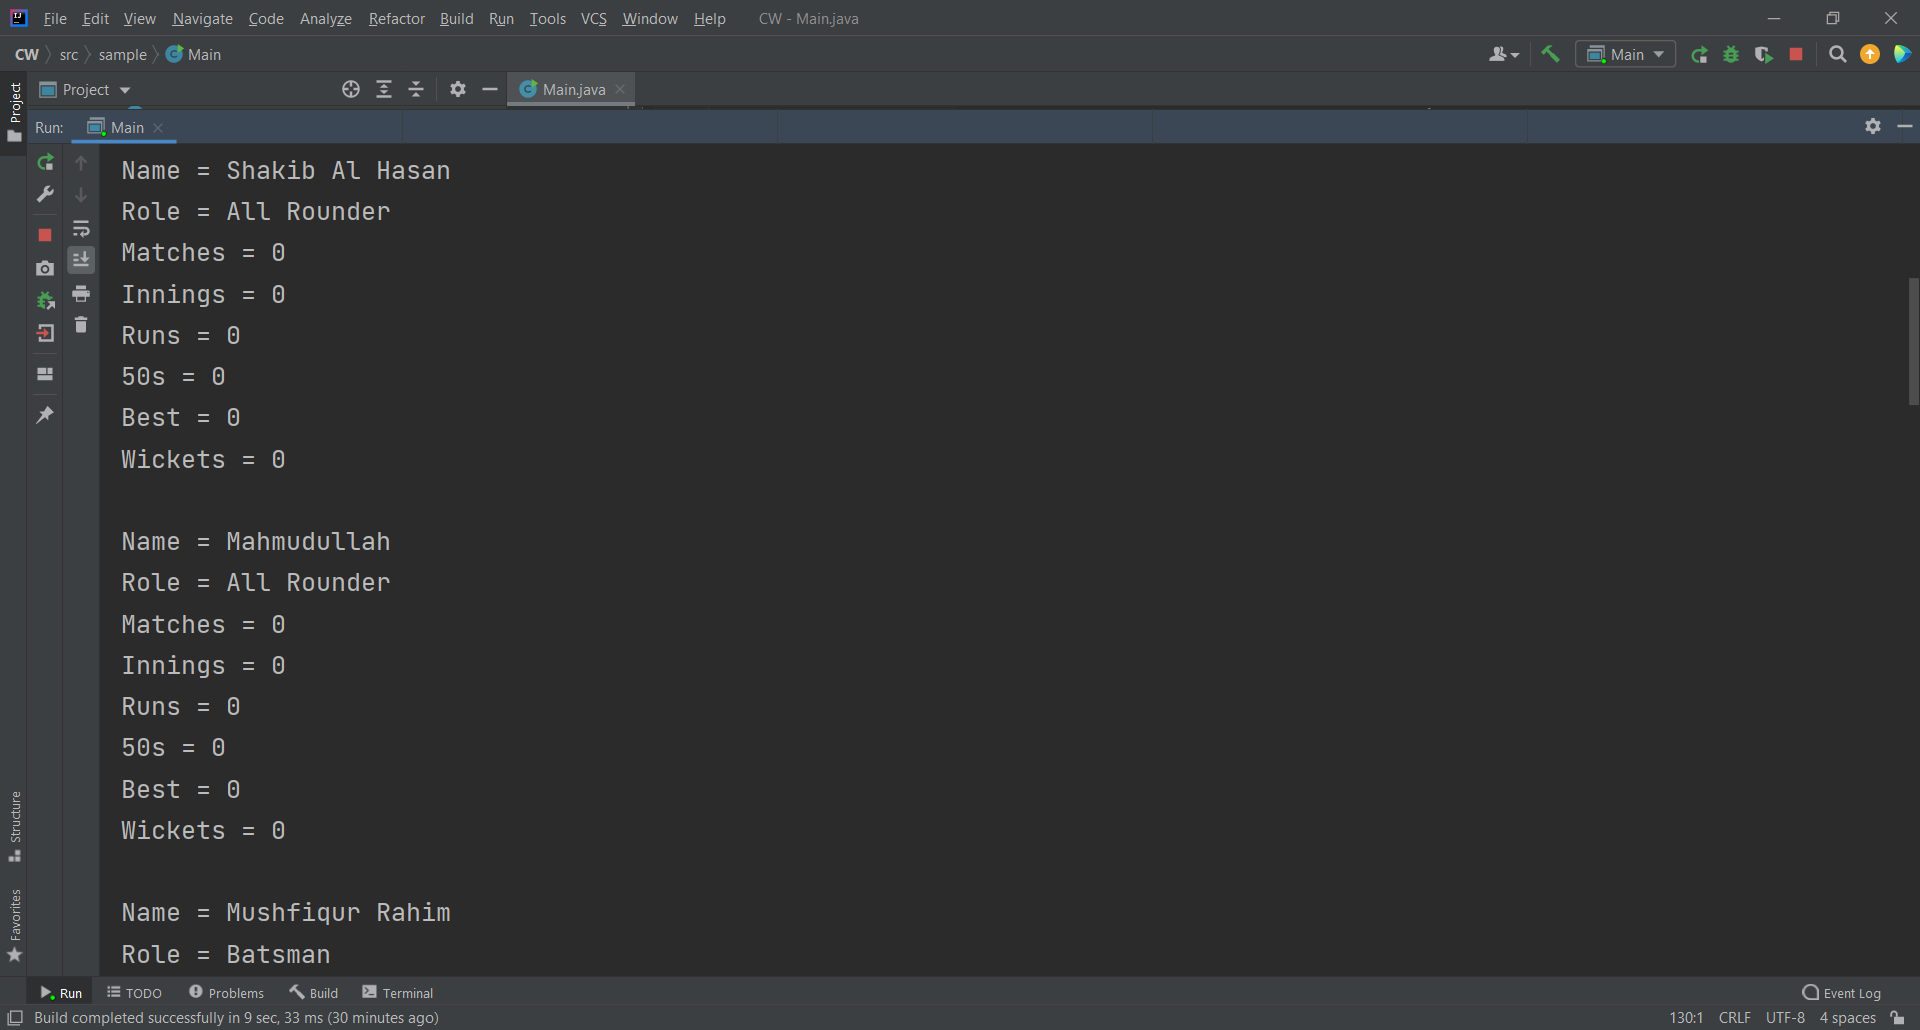 File Edit View Navigate Code Analyze Refactor Build Run Tools VCS Window Help CW - Main.java
CW src sample Main Main
Project Project Main.java
Run: Main
Name = Shakib Al Hasan
Role = All Rounder
Matches = 0
Innings = 0
Runs = 0
50s = 0
Best = 0
Wickets = 0
Name = Mahmudullah
Role = All Rounder
Matches = 0
Innings = 0
Runs = 0
50s = 0
Best = 0
Wickets = 0
Name = Mushfiqur Rahim
Role = Batsman
Structure
Favorites
Run TODO Problems Build Terminal Event Log
Build completed successfully in 9 sec, 33 ms (30 minutes ago) 130:1 CRLF UTF-8 4 spaces